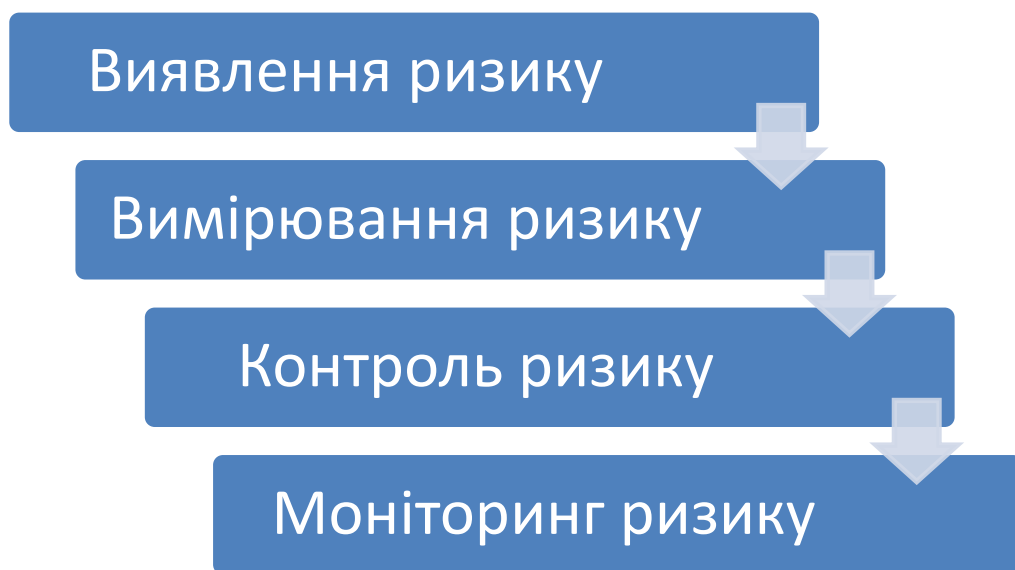 Виявлення ризику
Вимірювання ризику
Контроль ризику
Моніторинг ризику